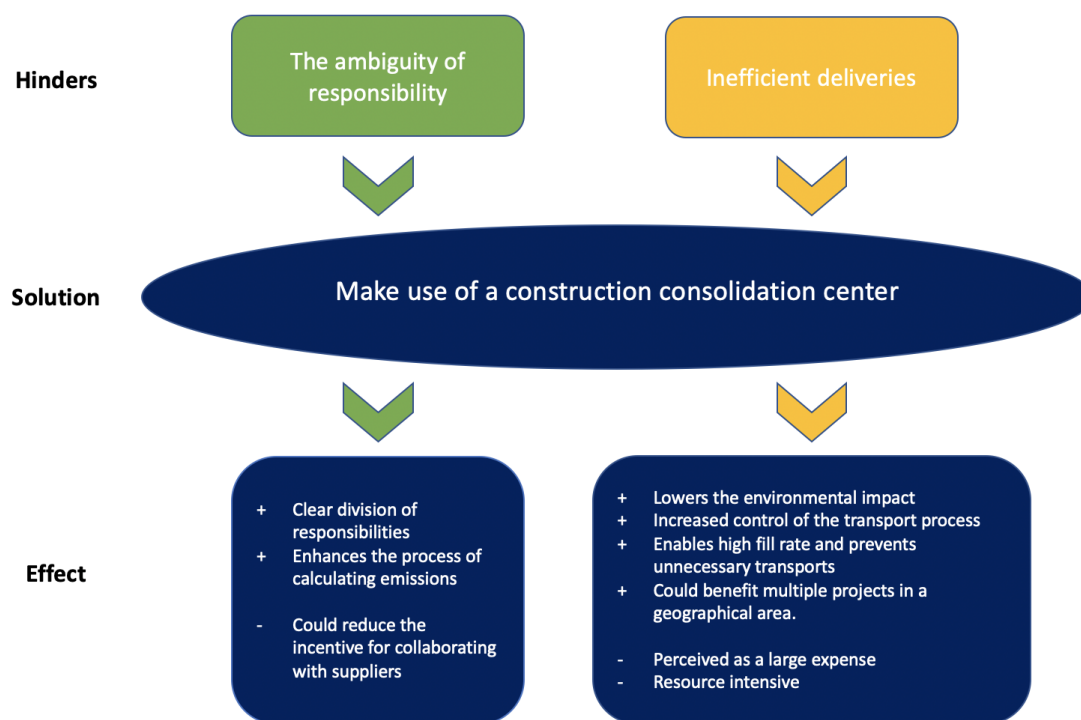 Hinders
The ambiguity of
responsibility
Inefficient deliveries
Solution
Make use of a construction consolidation center
Effect
+ Clear division of
responsibilities
+ Enhances the process of
calculating emissions
- Could reduce the
incentive for collaborating
with suppliers
+ Lowers the environmental impact
+ Increased control of the transport process
+ Enables high fill rate and prevents
unnecessary transports
+ Could benefit multiple projects in a
geographical area.
- Perceived as a large expense
- Resource intensive